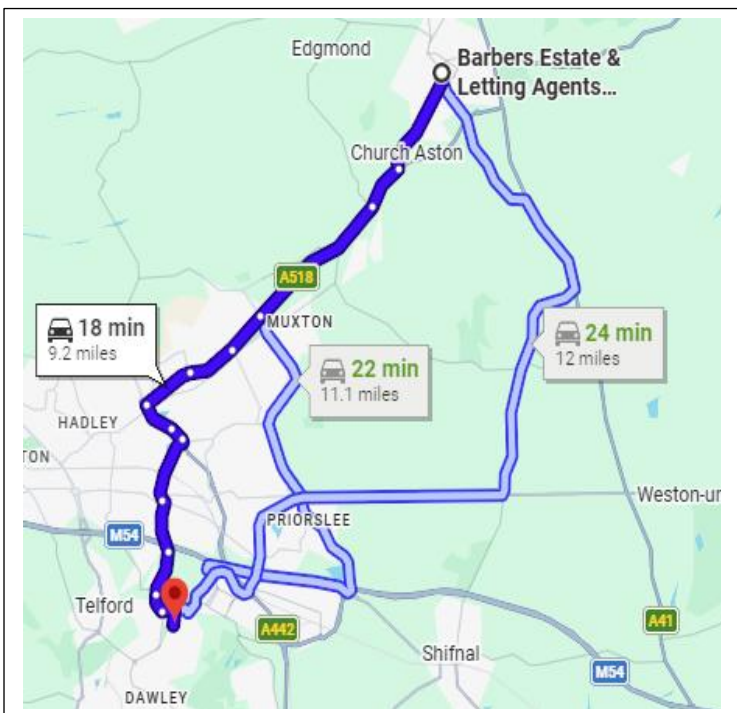 Edgmond
Barbers Estate &
Letting Agents...
Church Aston
A518
MUXTON
18 min
9.2 miles
22 min
11.1 miles
24 min
12 miles
HADLEY
TON
PRIORSLEE
Weston-un
M54
Telford
A442
A41
Shifnal
M54
DAWLEY